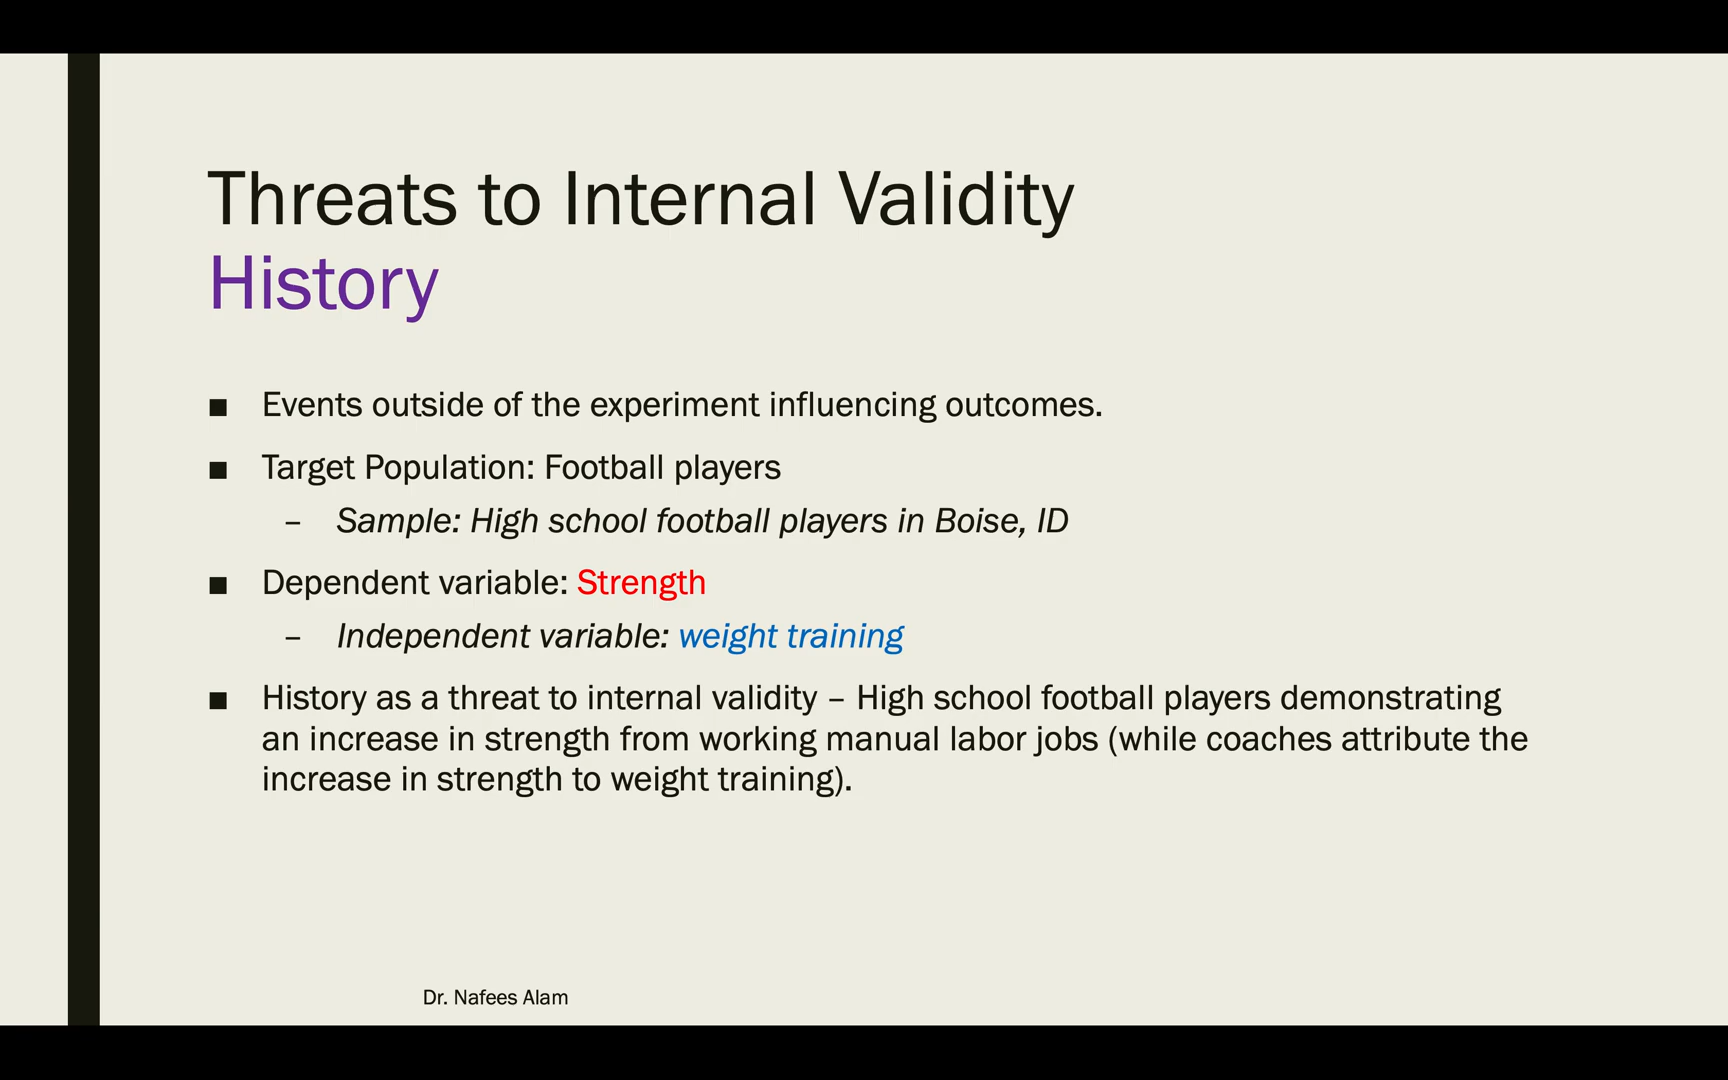 Threats to Internal Validity
History
■ Events outside of the experiment influencing outcomes.
■ Target Population: Football players
– Sample: High school football players in Boise, ID
■ Dependent variable: Strength
– Independent variable: weight training
■ History as a threat to internal validity – High school football players demonstrating
an increase in strength from working manual labor jobs (while coaches attribute the
increase in strength to weight training).
Dr. Nafees Alam